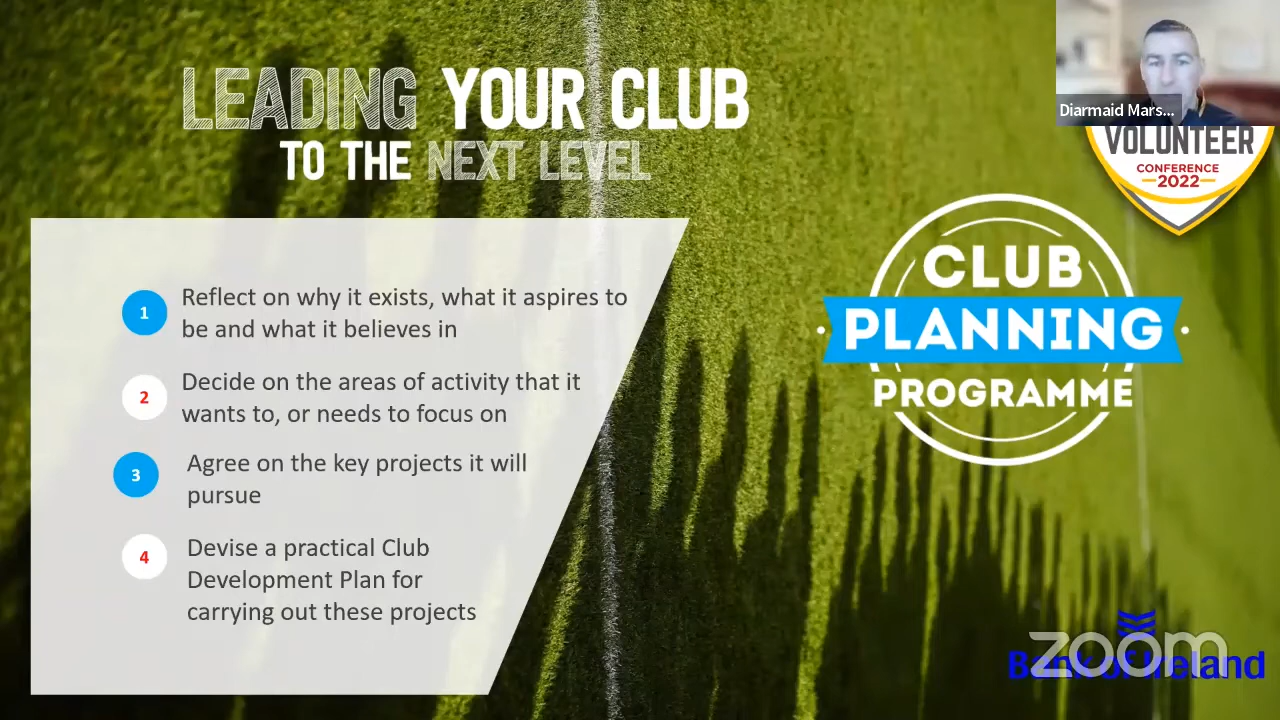 LEADING YOUR CLUB
TO THE NEXT LEVEL
Diarmaid Mars...
VOLUNTEER
CONFERENCE
2022
1
Reflect on why it exists, what it aspires to
be and what it believes in
2
Decide on the areas of activity that it
wants to, or needs to focus on
3
Agree on the key projects it will
pursue
4
Devise a practical Club
Development Plan for
carrying out these projects
CLUB
PLANNING
PROGRAMME
zoom
Bank of Ireland